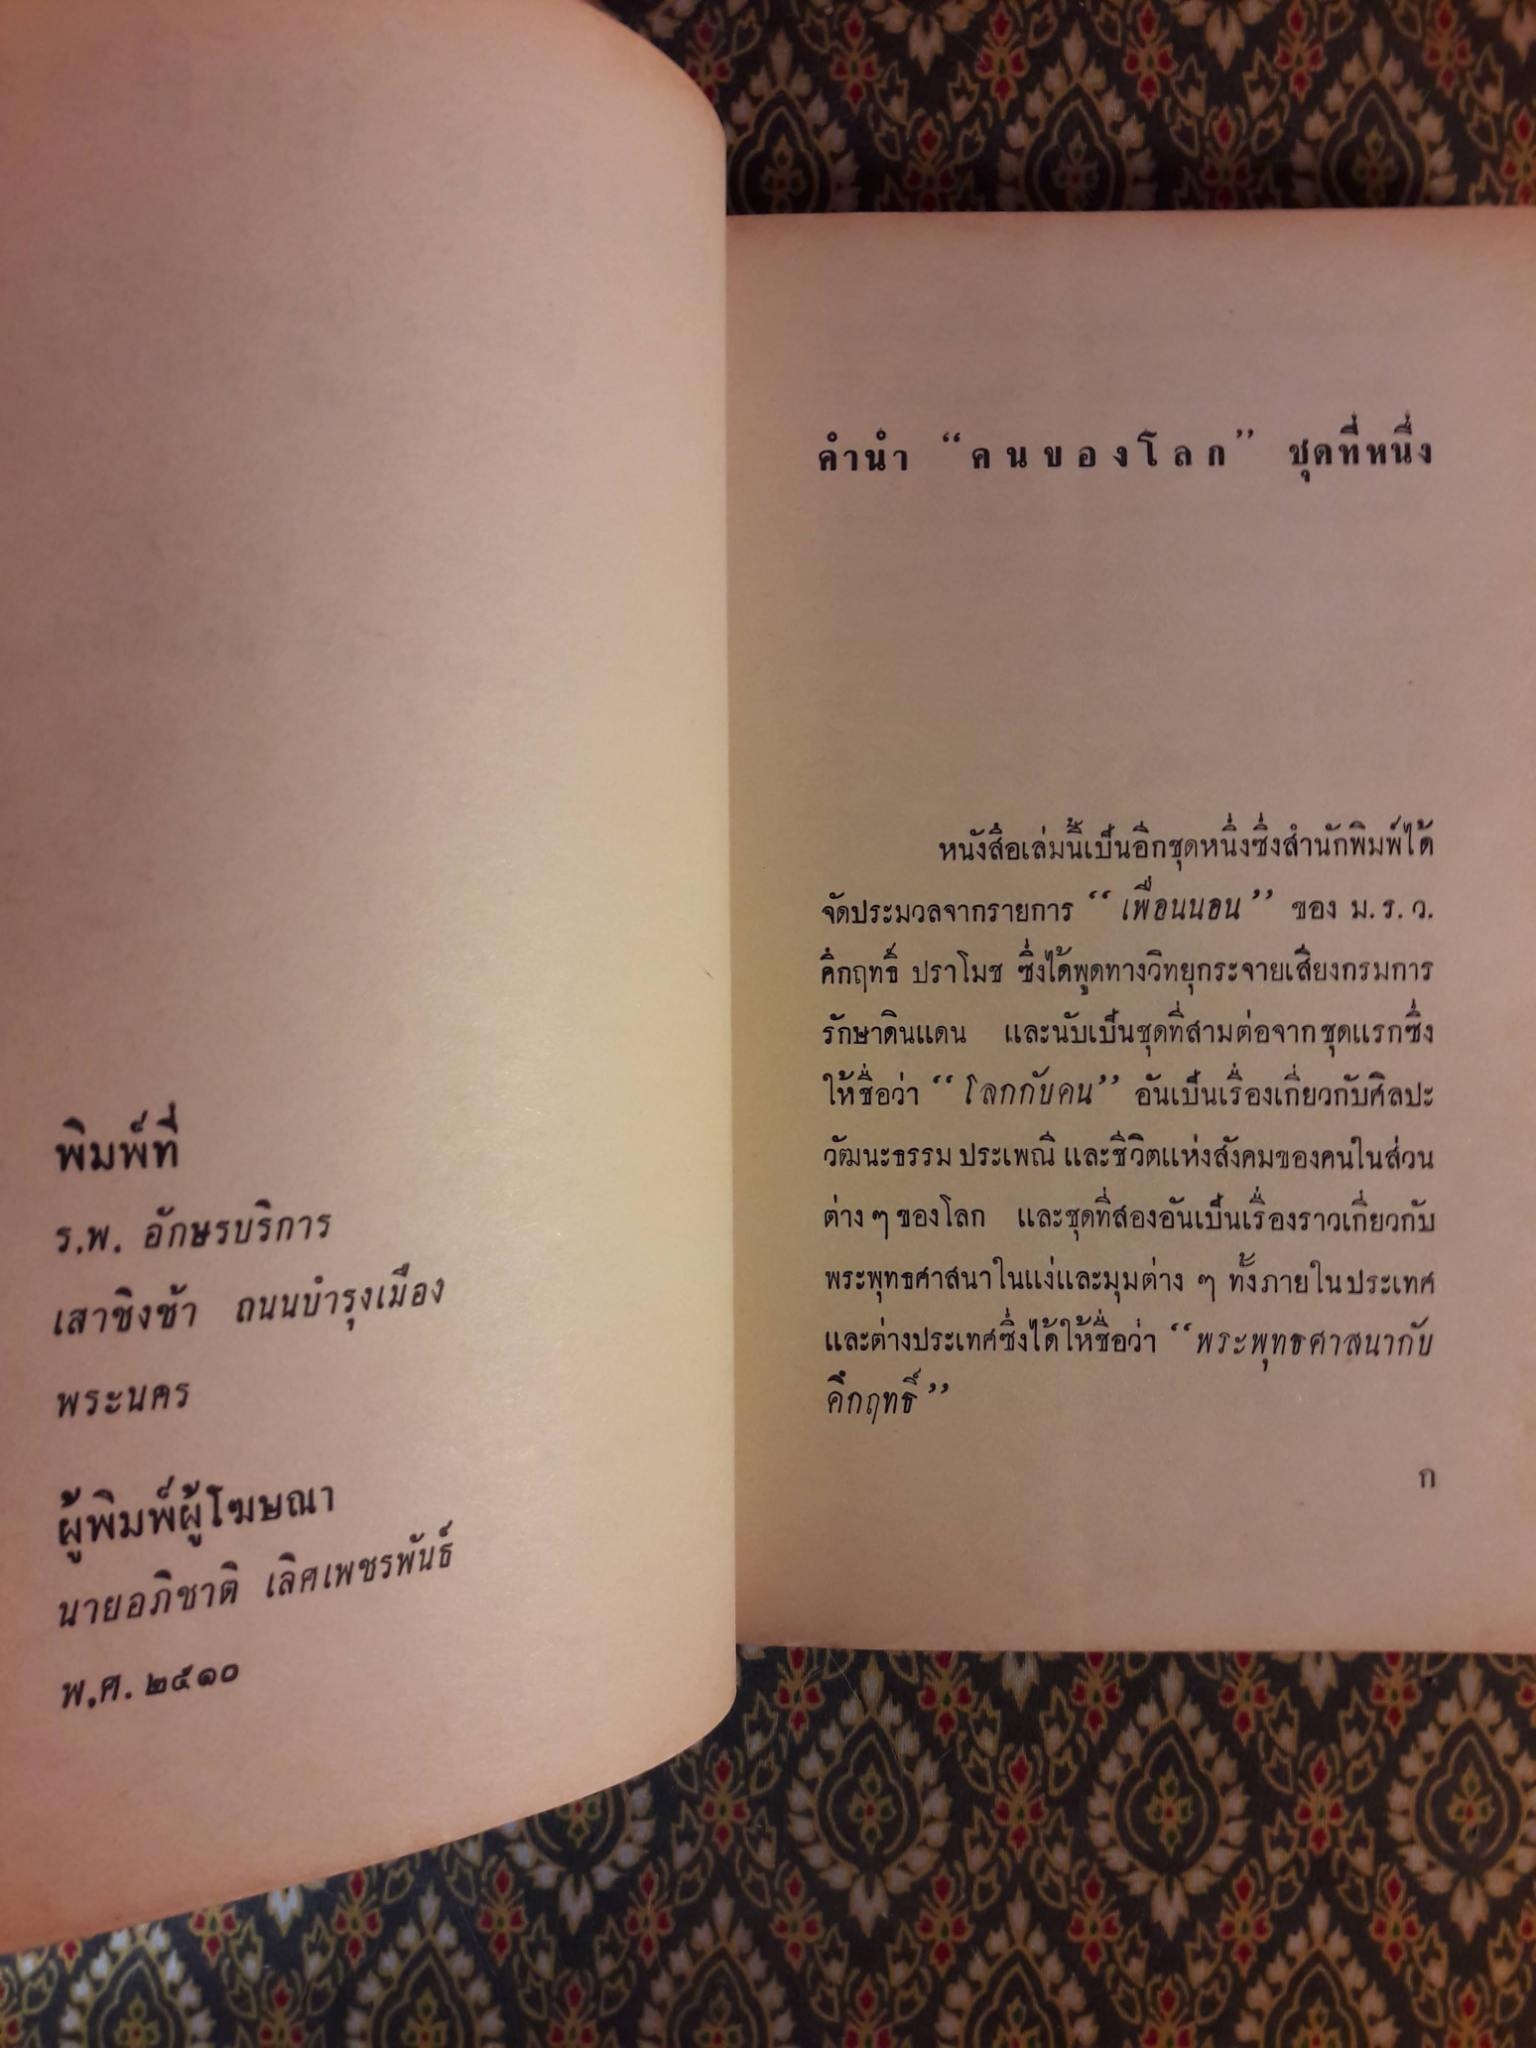 พิมพ์ที่
ร.พ. อักษรบริการ
เสาชิงช้า ถนนบำรุงเมือง
พระนคร
ผู้พิมพ์ผู้โฆษณา
นายอภิชาติ เลิศเพชรพันธ์
พ.ศ. ๒๕๑๐
คำนำ “คนของโลก” ชุดที่หนึ่ง
หนังสือเล่มนี้เป็นอีกชุดหนึ่งซึ่งสำนักพิมพ์ได้
จัดประมวลจากรายการ “เพื่อนนอน” ของ ม.ร.ว.
คึกฤทธิ์ ปราโมช ซึ่งได้พูดทางวิทยุกระจายเสียงกรมการ
รักษาดินแดน และนับเป็นชุดที่สามต่อจากชุดแรกซึ่ง
ให้ชื่อว่า “โลกกับคน” อันเป็นเรื่องเกี่ยวกับศิลปะ
วัฒนะธรรม ประเพณี และชีวิตแห่งสังคมของคนในส่วน
ต่าง ๆ ของโลก และชุดที่สองอันเป็นเรื่องราวเกี่ยวกับ
พระพุทธศาสนาในแง่และมุมต่าง ๆ ทั้งภายในประเทศ
และต่างประเทศซึ่งได้ให้ชื่อว่า “พระพุทธศาสนากับ
คึกฤทธิ์”
ก